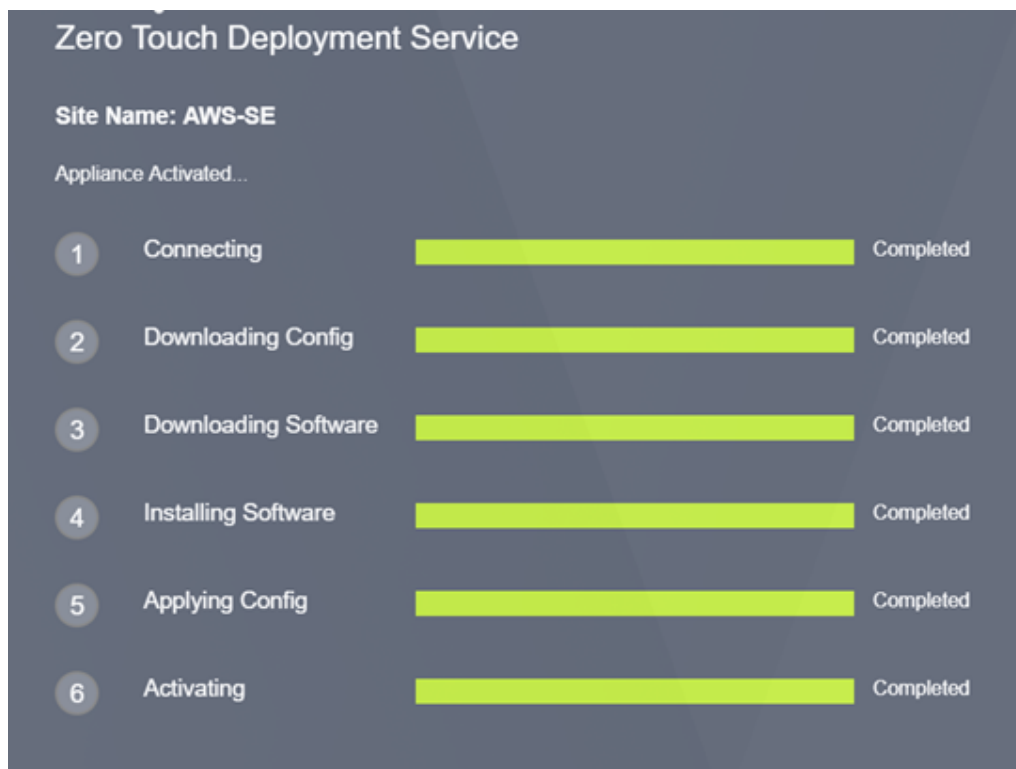 Zero Touch Deployment Service
Site Name: AWS-SE
Appliance Activated...
1 Connecting Completed
2 Downloading Config Completed
3 Downloading Software Completed
4 Installing Software Completed
5 Applying Config Completed
6 Activating Completed